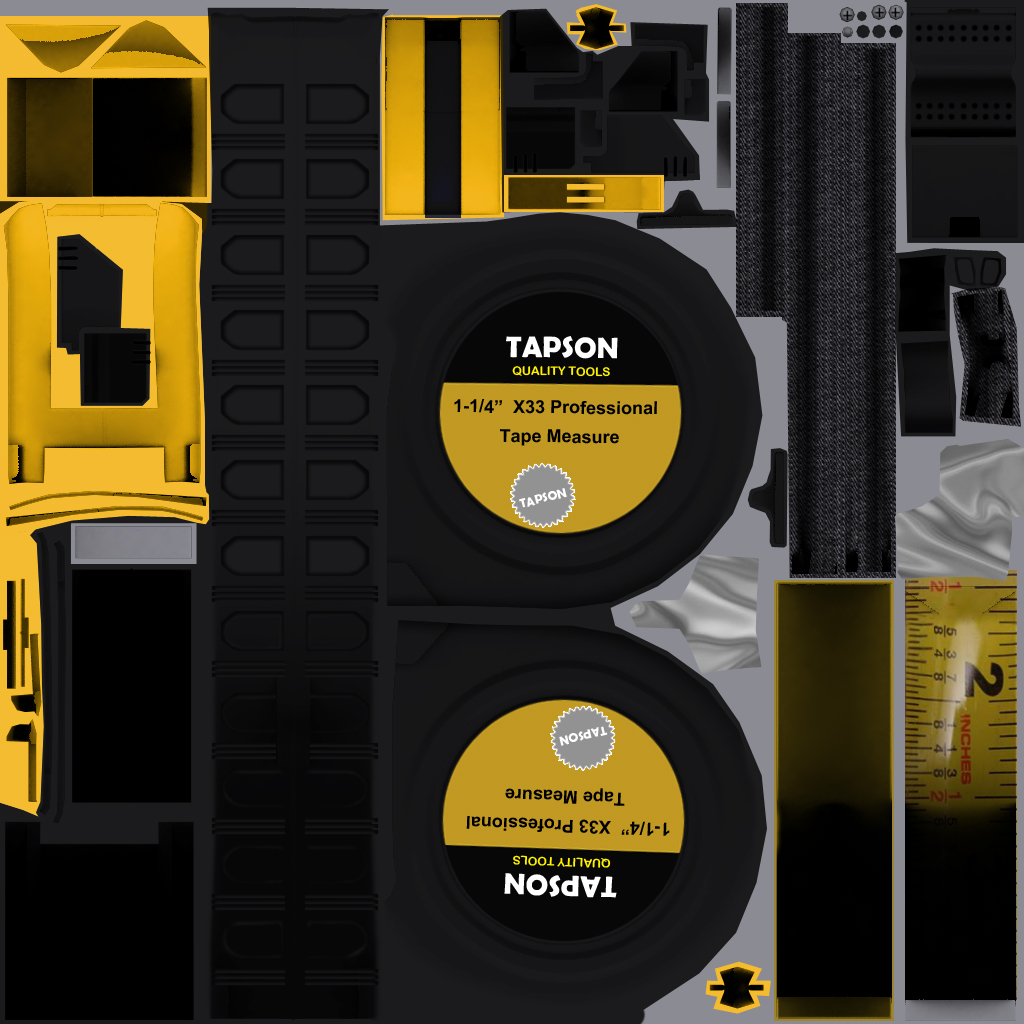 TAPSON
QUALITY TOOLS
1-1/4” X33 Professional
Tape Measure
TAPSON
TAPSON
Tape Measure
1-1/4” X33 Professional
QUALITY TOOLS
TAPSON
2
INCHES